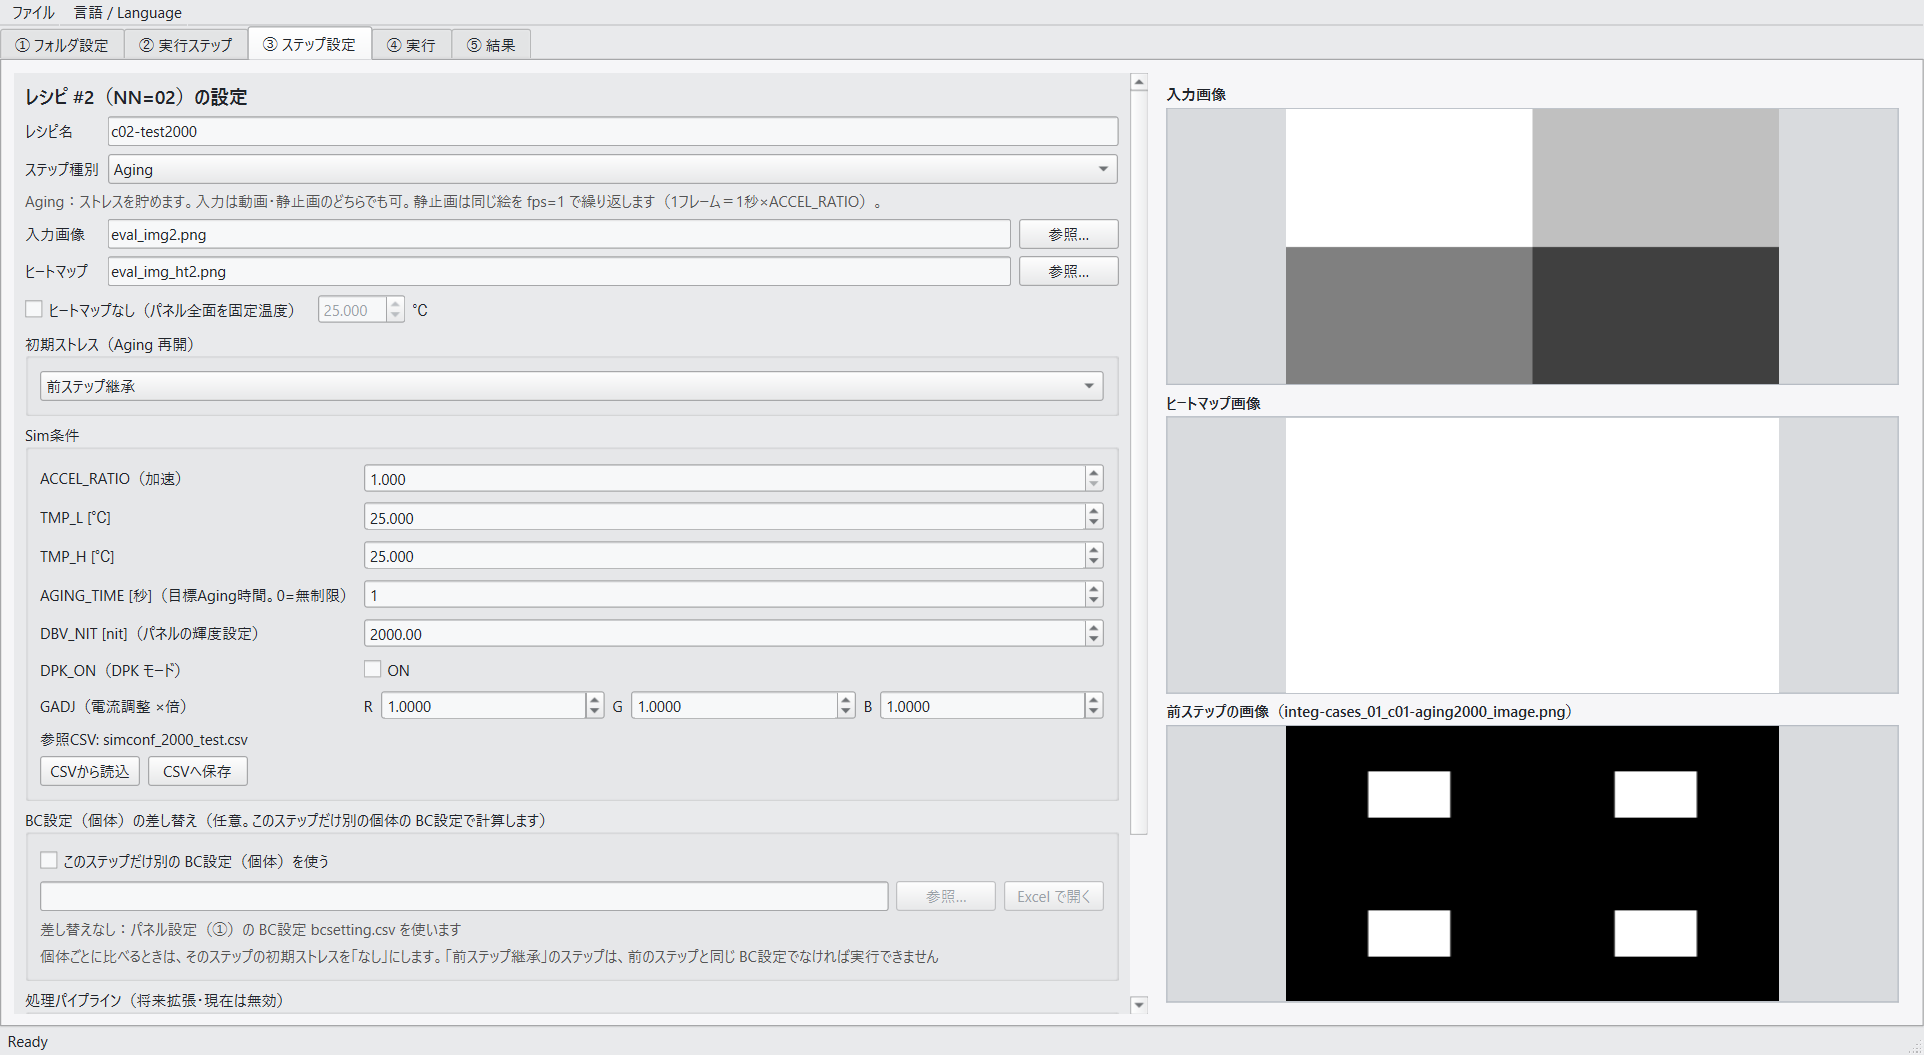 ファイル 言語 / Language
① フォルダ設定 ② 実行ステップ ③ ステップ設定 ④ 実行 ⑤ 結果
レシピ #2（NN=02）の設定
レシピ名 c02-test2000
ステップ種別 Aging
Aging：ストレスを貯めます。入力は動画・静止画のどちらでも可。静止画は同じ絵を fps=1 で繰り返します（1フレーム＝1秒×ACCEL_RATIO）。
入力画像 eval_img2.png 参照...
ヒートマップ eval_img_ht2.png 参照...
ヒートマップなし（パネル全面を固定温度） 25.000 °C
初期ストレス（Aging 再開）
前ステップ継承
Sim条件
ACCEL_RATIO（加速） 1.000
TMP_L [℃] 25.000
TMP_H [℃] 25.000
AGING_TIME [秒]（目標Aging時間。0=無制限） 1
DBV_NIT [nit]（パネルの輝度設定） 2000.00
DPK_ON（DPK モード） ON
GADJ（電流調整 ×倍） R 1.0000 G 1.0000 B 1.0000
参照CSV: simconf_2000_test.csv
CSVから読込 CSVへ保存
BC設定（個体）の差し替え（任意。このステップだけ別の個体の BC設定で計算します）
このステップだけ別の BC設定（個体）を使う
参照... Excel で開く
差し替えなし：パネル設定（①）の BC設定 bcsetting.csv を使います
個体ごとに比べるときは、そのステップの初期ストレスを「なし」にします。「前ステップ継承」のステップは、前のステップと同じ BC設定でなければ実行できません
処理パイプライン（将来拡張・現在は無効）
入力画像
ヒートマップ画像
前ステップの画像（integ-cases_01_c01-aging2000_image.png）
Ready